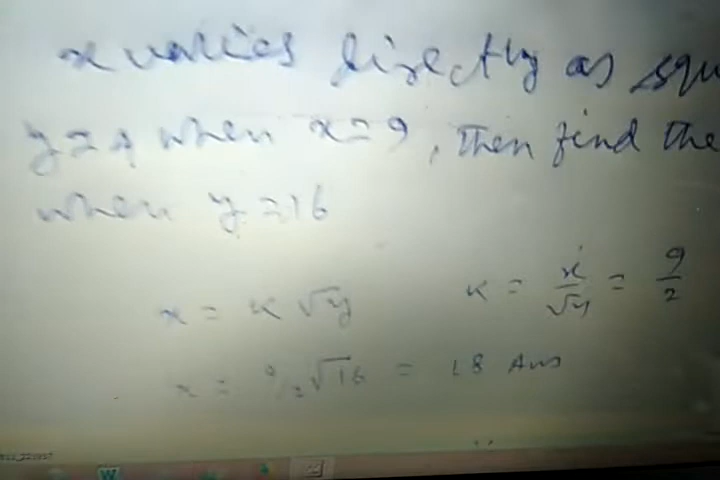 x varies directly as squ
y = 4 when x = 9, then find the
when y = 16
x = K √y K = x/√y = 9/2
x = 9/2 √16 = 18 Ans